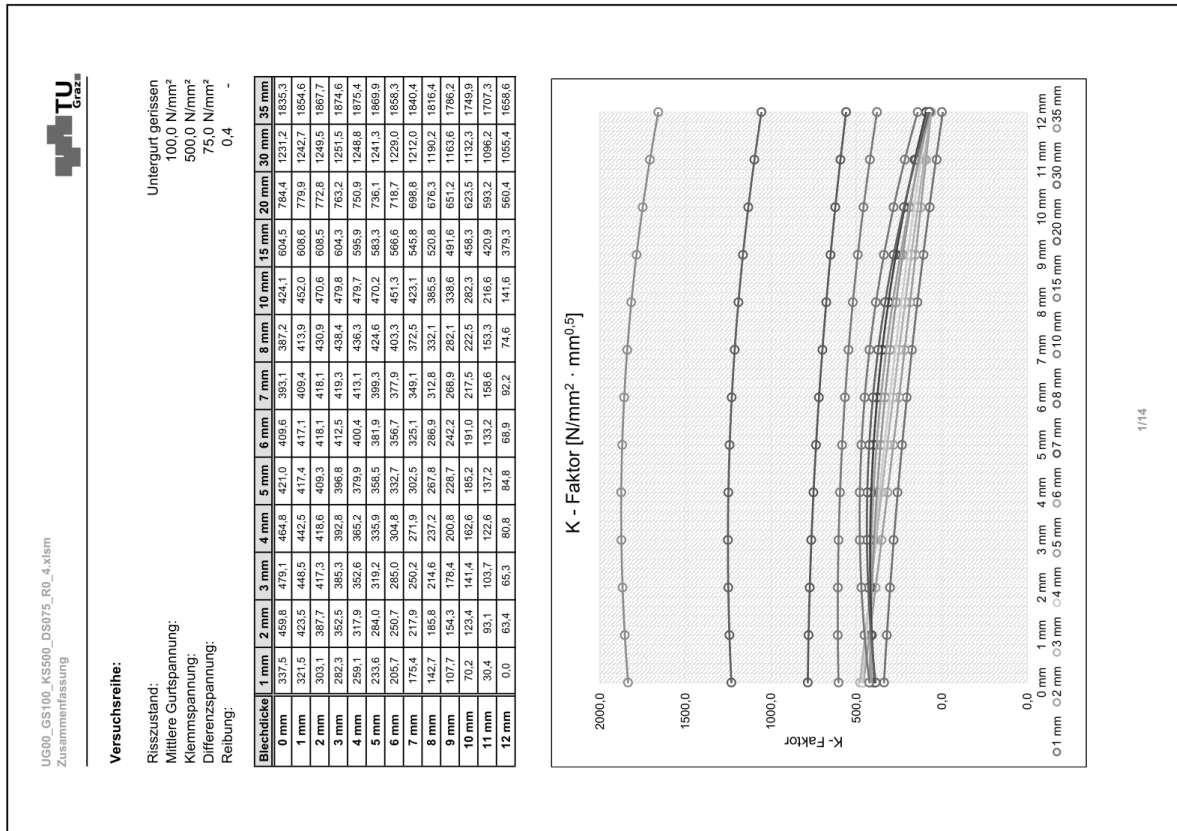 UG00_GS100_KS500_DS075_R0_4.xlsm
Zusammenfassung
TU
Graz
Versuchsreihe:
Risszustand: Untergurt gerissen
Mittlere Gurtspannung: 100,0 N/mm²
Klemmspannung: 500,0 N/mm²
Differenzspannung: 75,0 N/mm²
Reibung: 0,4 -
Blechdicke 1 mm 2 mm 3 mm 4 mm 5 mm 6 mm 7 mm 8 mm 10 mm 15 mm 20 mm 30 mm 35 mm
0 mm 337,5 459,8 479,1 464,8 421,0 409,6 393,1 387,2 424,1 604,5 784,4 1231,2 1835,3
1 mm 321,5 423,5 448,5 442,5 417,4 417,1 409,4 413,9 452,0 608,6 779,9 1242,7 1854,6
2 mm 303,1 387,7 417,3 418,6 409,3 418,1 418,1 430,9 470,6 608,5 772,8 1249,5 1867,7
3 mm 282,3 352,5 385,3 392,8 396,8 412,5 419,3 438,4 479,8 604,3 763,2 1251,5 1874,6
4 mm 259,1 317,9 352,6 365,2 379,9 400,4 413,1 436,3 479,7 595,9 750,9 1248,8 1875,4
5 mm 233,6 284,0 319,2 335,9 358,5 381,9 399,3 424,6 470,2 583,3 736,1 1241,3 1869,9
6 mm 205,7 250,7 285,0 304,8 332,7 356,7 377,9 403,3 451,3 566,6 718,7 1229,0 1858,3
7 mm 175,4 217,9 250,2 271,9 302,5 325,1 349,1 372,5 423,1 545,8 698,8 1212,0 1840,4
8 mm 142,7 185,8 214,6 237,2 267,8 286,9 312,8 332,1 385,5 520,8 676,3 1190,2 1816,4
9 mm 107,7 154,3 178,4 200,8 228,7 242,2 268,9 282,1 338,6 491,6 651,2 1163,6 1786,2
10 mm 70,2 123,4 141,4 162,6 185,2 191,0 217,5 222,5 282,3 458,3 623,5 1132,3 1749,9
11 mm 30,4 93,1 103,7 122,6 137,2 133,2 158,6 153,3 216,6 420,9 593,2 1096,2 1707,3
12 mm 0,0 63,4 65,3 80,8 84,8 68,9 92,2 74,6 141,6 379,3 560,4 1055,4 1658,6
K - Faktor [N/mm² · mm⁰,⁵]
K- Faktor
2000.0
1500.0
1000.0
500.0
0.0
0.0
0 mm 1 mm 2 mm 3 mm 4 mm 5 mm 6 mm 7 mm 8 mm 9 mm 10 mm 11 mm 12 mm
1 mm 2 mm 3 mm 4 mm 5 mm 6 mm 7 mm 8 mm 10 mm 15 mm 20 mm 30 mm 35 mm
1/14